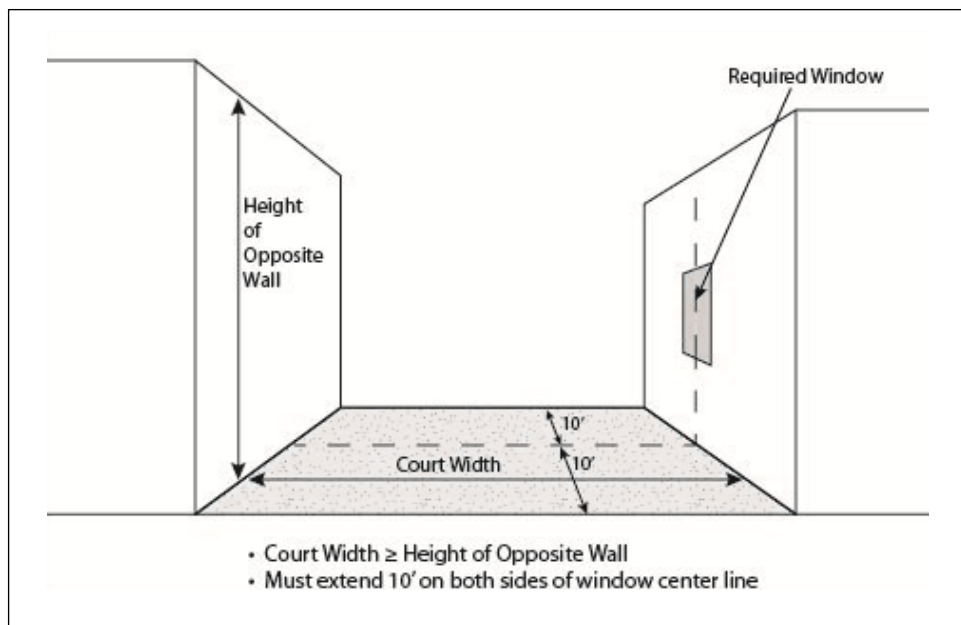 Required Window
Height
of
Opposite
Wall
10′
10′
Court Width
• Court Width ≥ Height of Opposite Wall
• Must extend 10′ on both sides of window center line